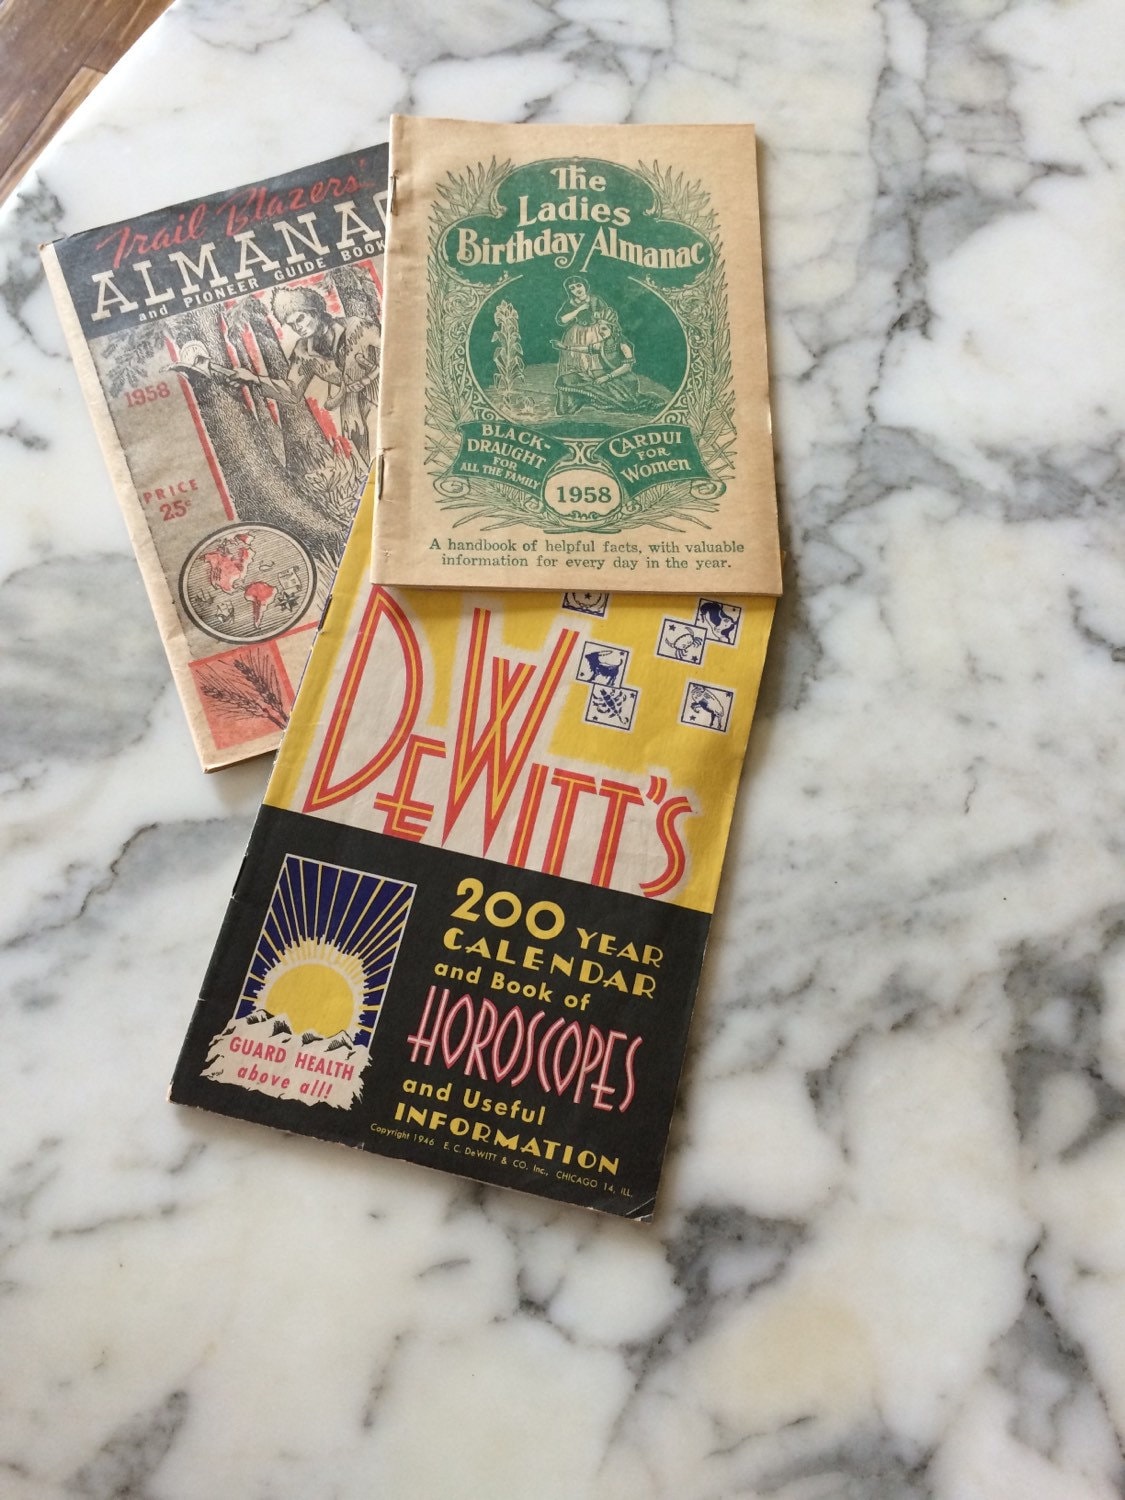 Trail Blazers'
ALMANAC
and PIONEER GUIDE BOOK
1958
PRICE
25¢
The
Ladies
Birthday Almanac
BLACK-
DRAUGHT
FOR
ALL THE FAMILY
CARDUI
FOR
Women
1958
A handbook of helpful facts, with valuable
information for every day in the year.
DEWITT'S
200 YEAR
CALENDAR
and Book of
HOROSCOPES
and Useful
INFORMATION
GUARD HEALTH
above all!
Copyright 1946 E. C. DeWITT & CO. Inc., CHICAGO 14, ILL.